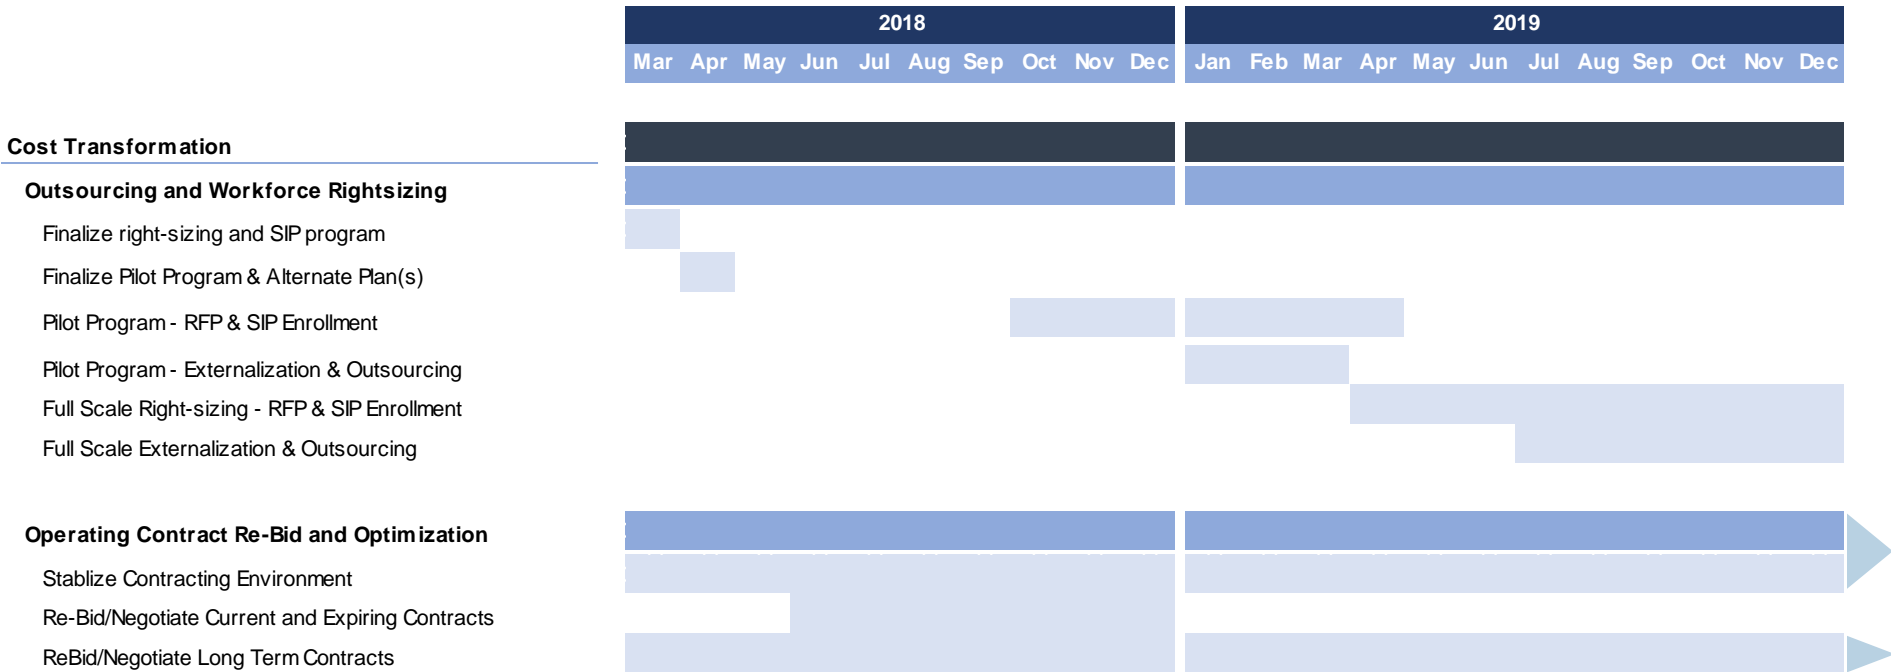 2018 2019
Mar Apr May Jun Jul Aug Sep Oct Nov Dec Jan Feb Mar Apr May Jun Jul Aug Sep Oct Nov Dec
Cost Transformation
Outsourcing and Workforce Rightsizing
Finalize right-sizing and SIP program
Finalize Pilot Program & Alternate Plan(s)
Pilot Program - RFP & SIP Enrollment
Pilot Program - Externalization & Outsourcing
Full Scale Right-sizing - RFP & SIP Enrollment
Full Scale Externalization & Outsourcing
Operating Contract Re-Bid and Optimization
Stablize Contracting Environment
Re-Bid/Negotiate Current and Expiring Contracts
ReBid/Negotiate Long Term Contracts